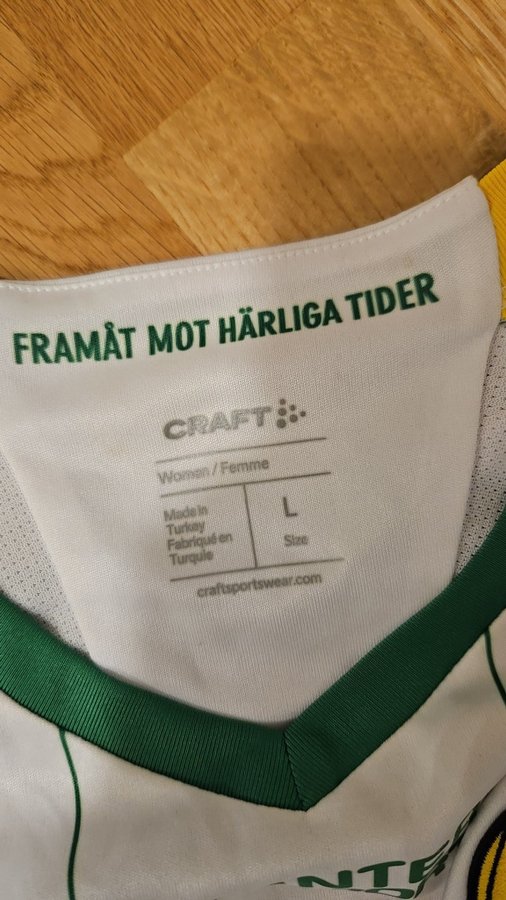 FRAMÅT MOT HÄRLIGA TIDER
CRAFT
Women / Femme
Made in
Turkey
Fabriqué en
Turquie
L
Size
craftsportswear.com